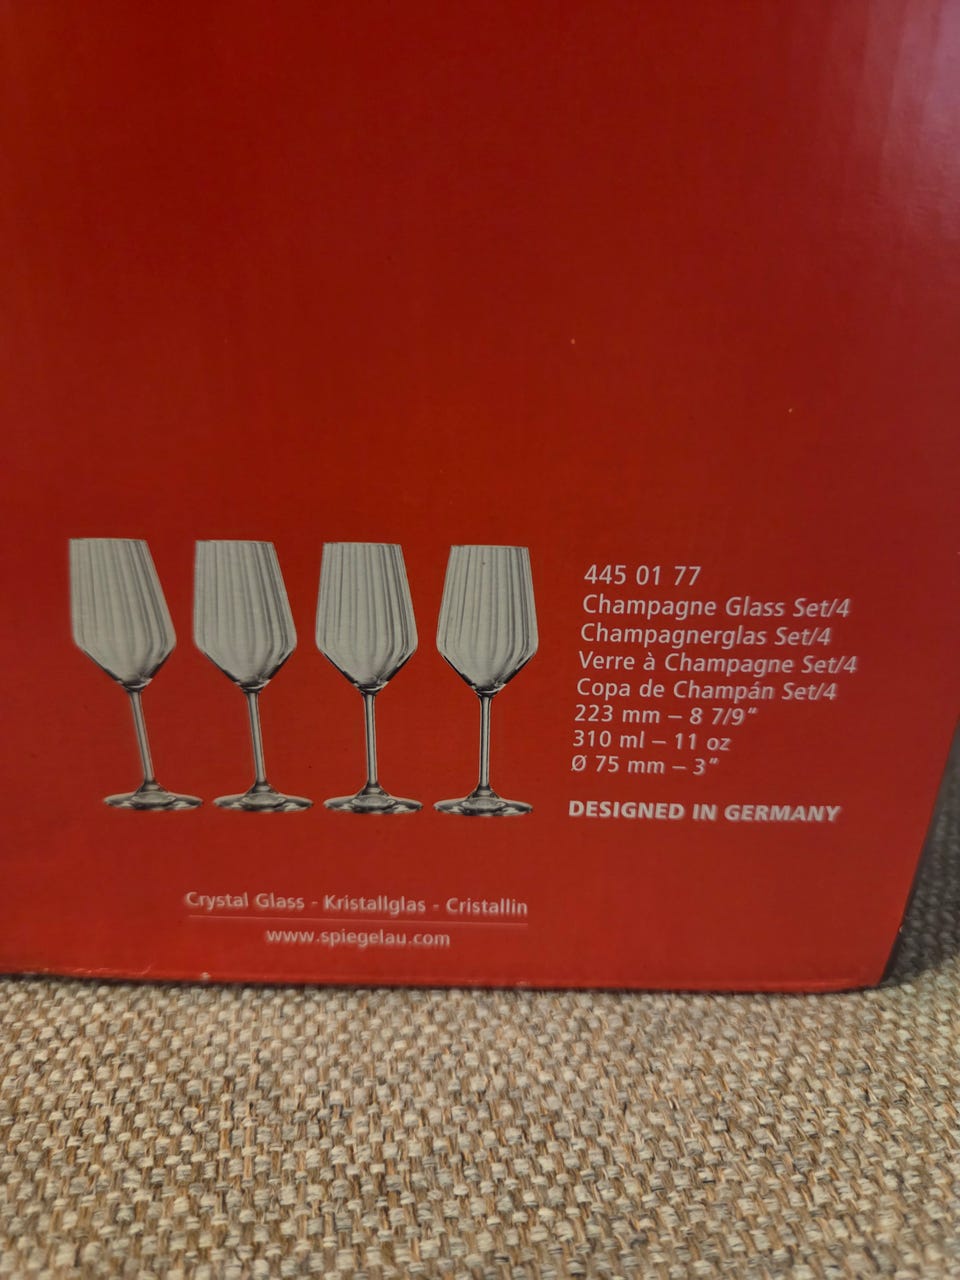 445 01 77
Champagne Glass Set/4
Champagnerglas Set/4
Verre à Champagne Set/4
Copa de Champán Set/4
223 mm – 8 7/9"
310 ml – 11 oz
Ø 75 mm – 3"
DESIGNED IN GERMANY
Crystal Glass - Kristallglas - Cristallin
www.spiegelau.com